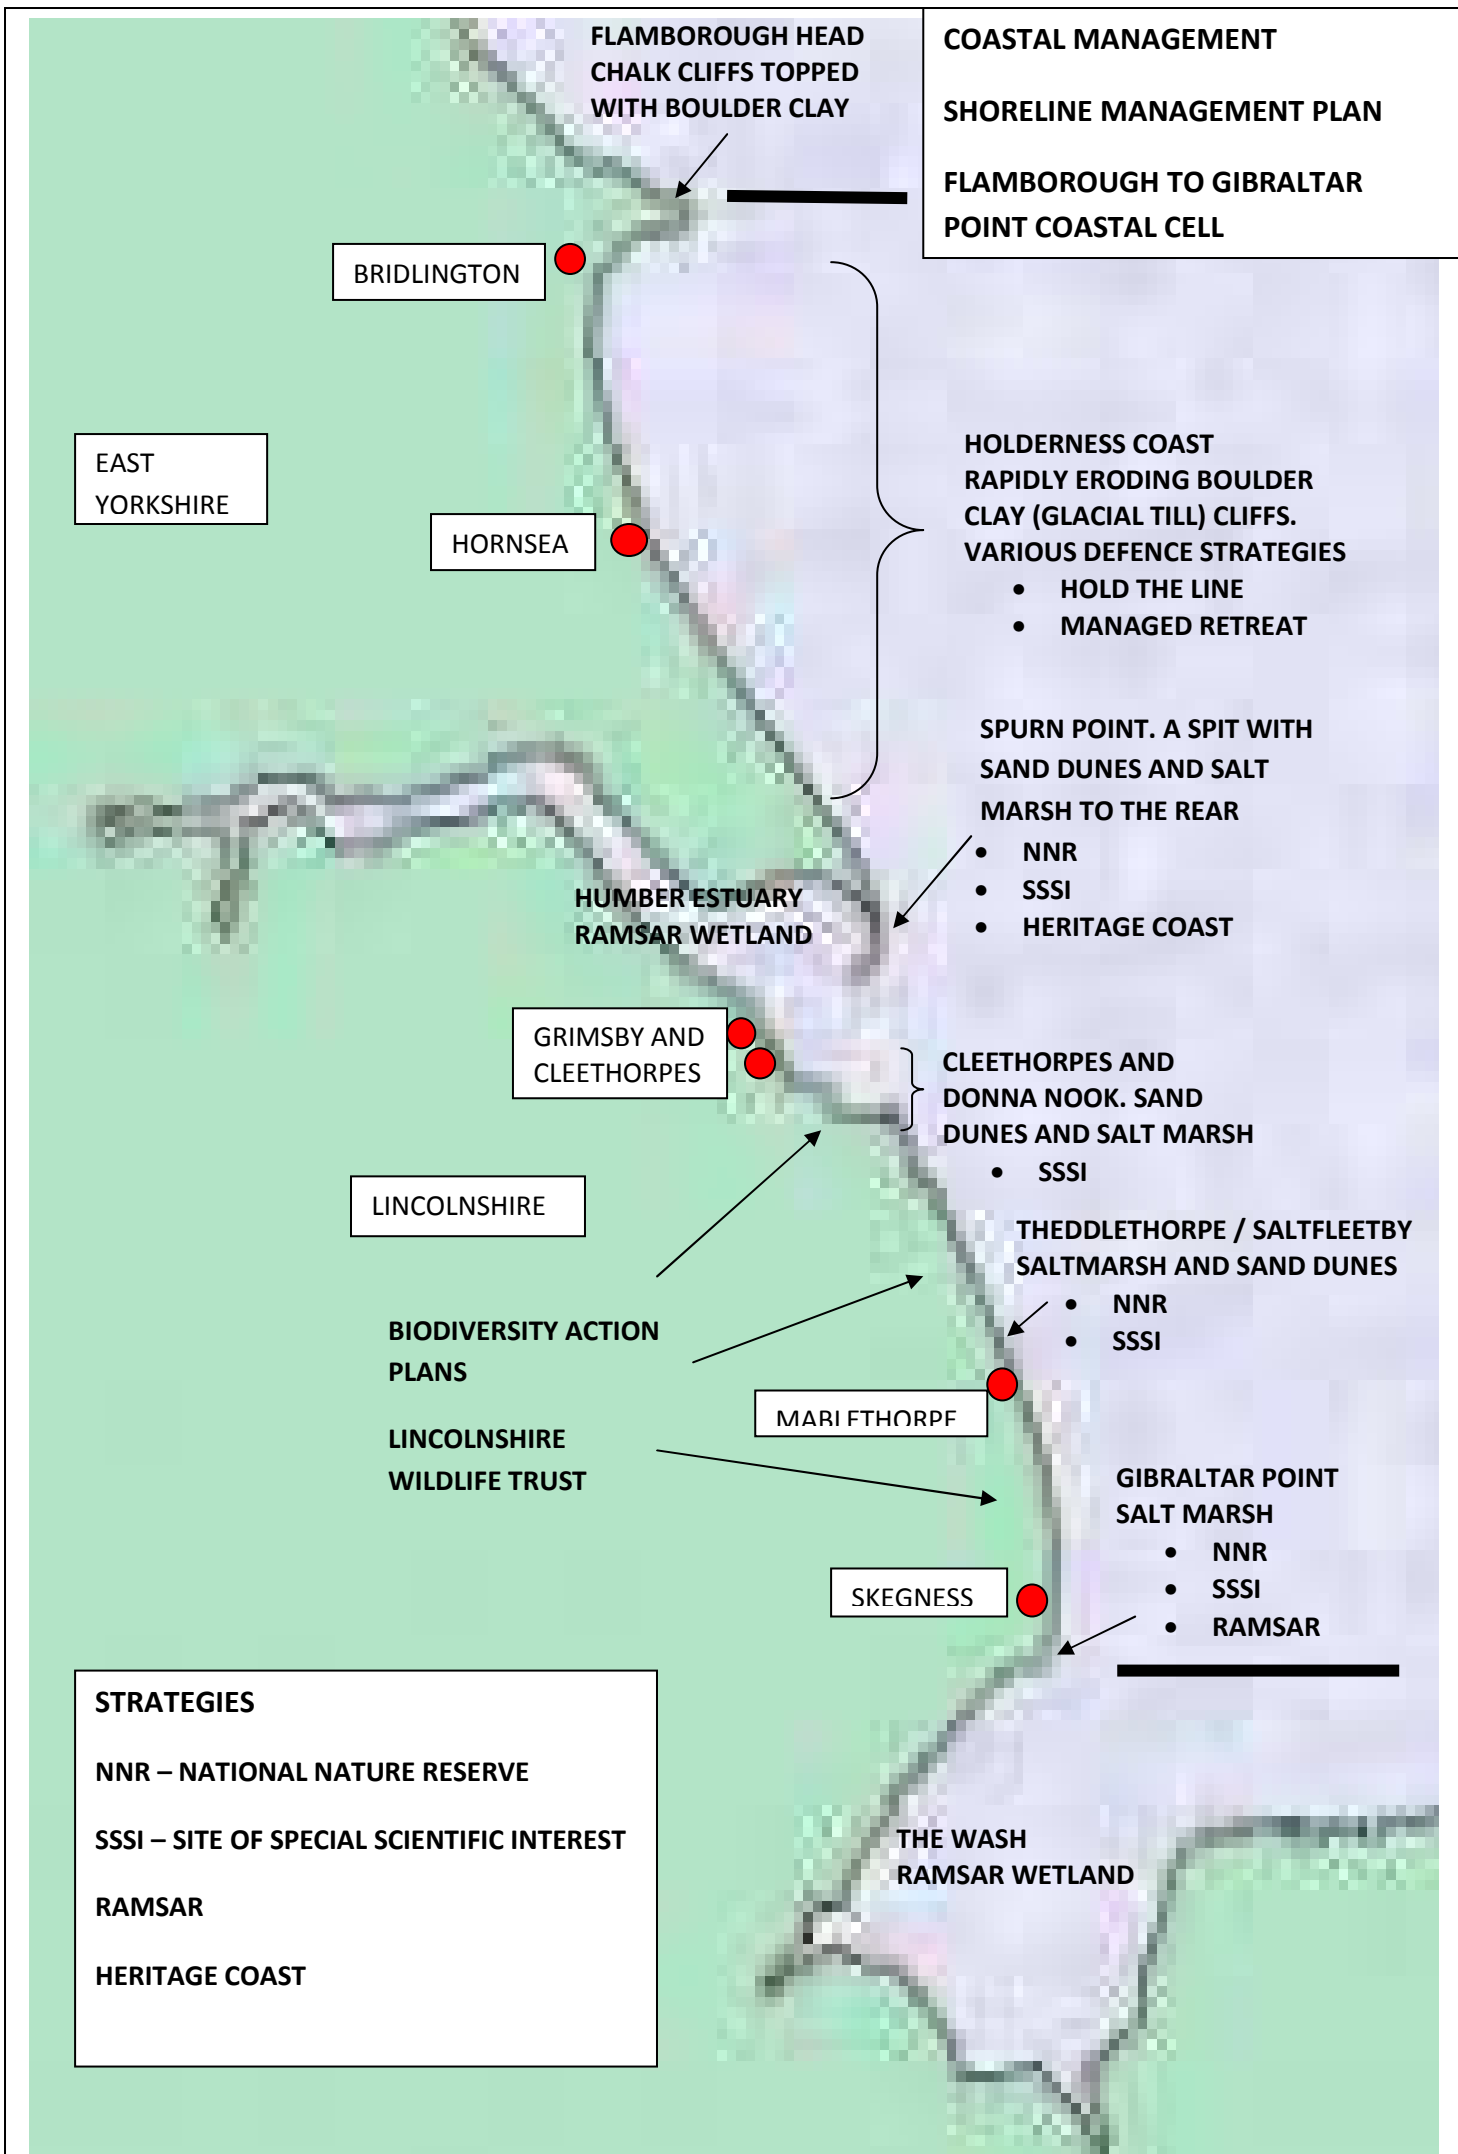 FLAMBOROUGH HEAD
CHALK CLIFFS TOPPED
WITH BOULDER CLAY
COASTAL MANAGEMENT
SHORELINE MANAGEMENT PLAN
FLAMBOROUGH TO GIBRALTAR
POINT COASTAL CELL
BRIDLINGTON
EAST
YORKSHIRE
HORNSEA
HOLDERNESS COAST
RAPIDLY ERODING BOULDER
CLAY (GLACIAL TILL) CLIFFS.
VARIOUS DEFENCE STRATEGIES
• HOLD THE LINE
• MANAGED RETREAT
SPURN POINT. A SPIT WITH
SAND DUNES AND SALT
MARSH TO THE REAR
• NNR
• SSSI
• HERITAGE COAST
HUMBER ESTUARY
RAMSAR WETLAND
GRIMSBY AND
CLEETHORPES
CLEETHORPES AND
DONNA NOOK. SAND
DUNES AND SALT MARSH
• SSSI
LINCOLNSHIRE
THEDDLETHORPE / SALTFLEETBY
SALTMARSH AND SAND DUNES
• NNR
• SSSI
BIODIVERSITY ACTION
PLANS
MABLETHORPE
LINCOLNSHIRE
WILDLIFE TRUST
GIBRALTAR POINT
SALT MARSH
• NNR
• SSSI
• RAMSAR
SKEGNESS
STRATEGIES
NNR – NATIONAL NATURE RESERVE
SSSI – SITE OF SPECIAL SCIENTIFIC INTEREST
RAMSAR
HERITAGE COAST
THE WASH
RAMSAR WETLAND